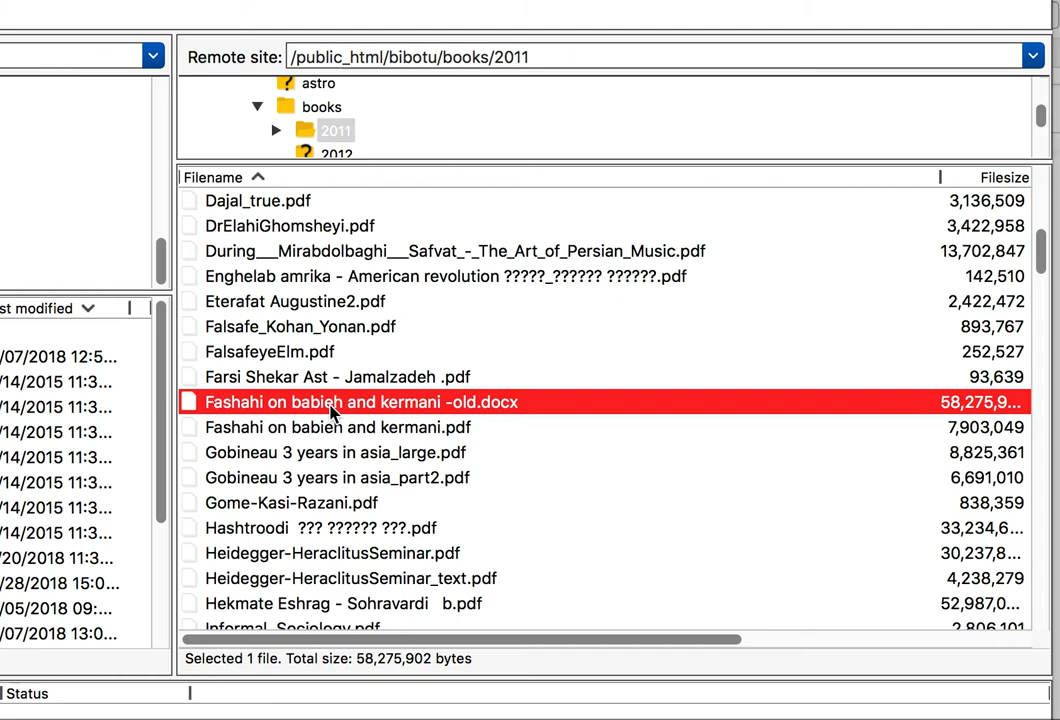 Remote site: /public_html/bibotu/books/2011
astro
books
2011
2012
Filename Filesize
Dajal_true.pdf 3,136,509
DrElahiGhomsheyi.pdf 3,422,958
During___Mirabdolbaghi___Safvat_-_The_Art_of_Persian_Music.pdf 13,702,847
Enghelab amrika - American revolution ?????_?????? ??????.pdf 142,510
Eterafat Augustine2.pdf 2,422,472
Falsafe_Kohan_Yonan.pdf 893,767
FalsafeyeElm.pdf 252,527
Farsi Shekar Ast - Jamalzadeh .pdf 93,639
Fashahi on babieh and kermani -old.docx 58,275,9...
Fashahi on babieh and kermani.pdf 7,903,049
Gobineau 3 years in asia_large.pdf 8,825,361
Gobineau 3 years in asia_part2.pdf 6,691,010
Gome-Kasi-Razani.pdf 838,359
Hashtroodi  ??? ?????? ???.pdf 33,234,6...
Heidegger-HeraclitusSeminar.pdf 30,237,8...
Heidegger-HeraclitusSeminar_text.pdf 4,238,279
Hekmate Eshrag - Sohravardi   b.pdf 52,987,0...
Informal_Sociology.pdf 2,806,101
Selected 1 file. Total size: 58,275,902 bytes
st modified
/07/2018 12:5...
/14/2015 11:3...
/14/2015 11:3...
/14/2015 11:3...
/14/2015 11:3...
/14/2015 11:3...
/14/2015 11:3...
/14/2015 11:3...
/20/2018 11:3...
/28/2018 15:0...
/05/2018 09:...
/07/2018 13:0...
Status